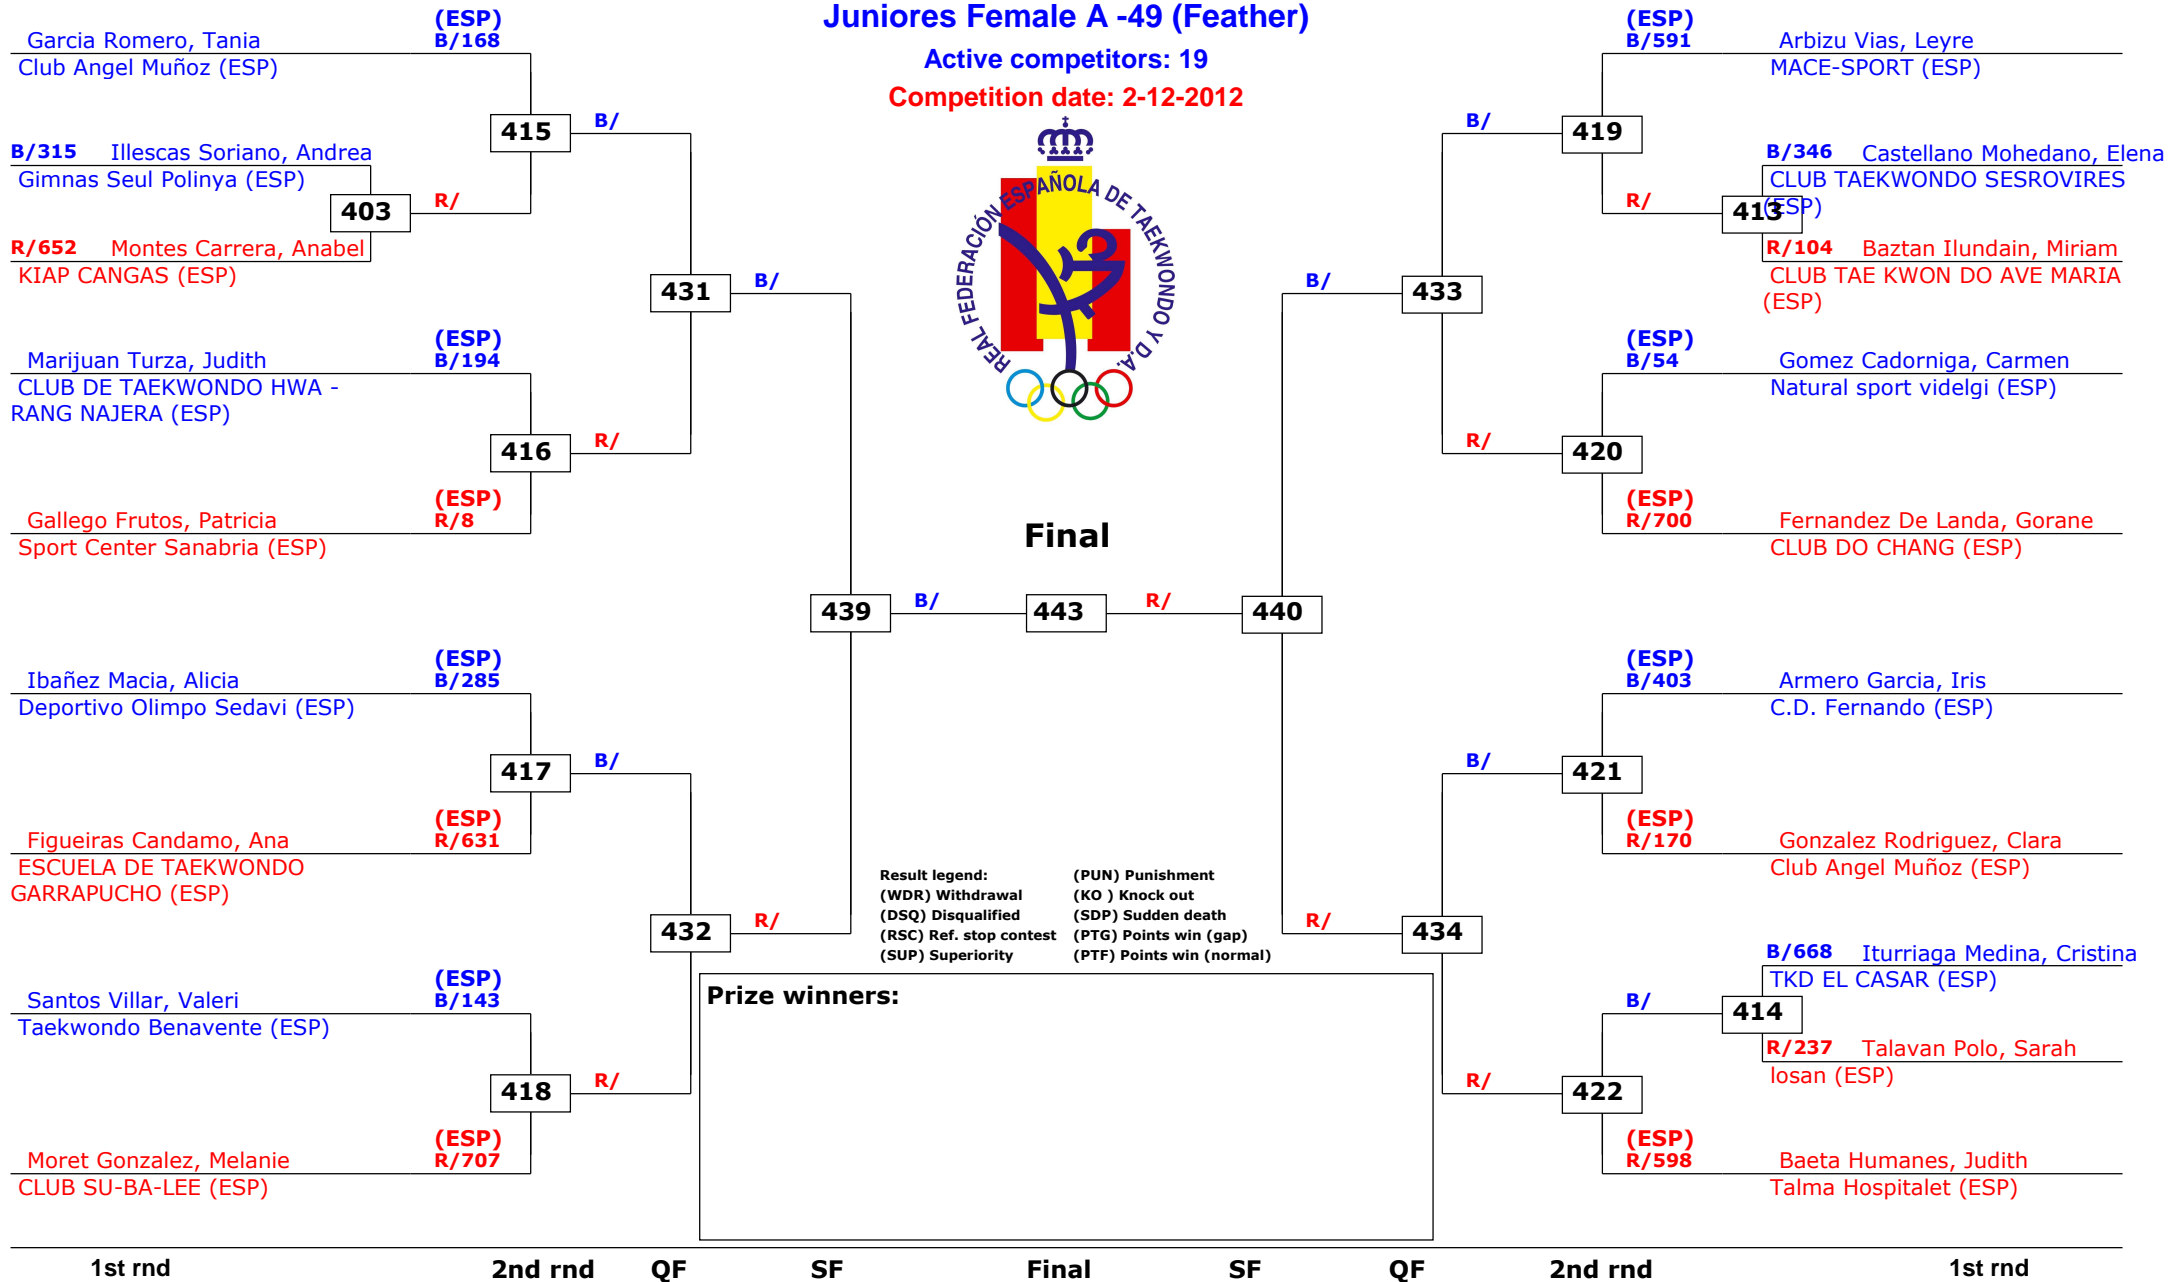 Juniores Female A -49 (Feather)
Active competitors: 19
Competition date: 2-12-2012
REAL FEDERACIÓN ESPAÑOLA DE TAEKWONDO Y D.A.
(ESP)
Garcia Romero, Tania B/168
Club Angel Muñoz (ESP)
415
B/
B/315 Illescas Soriano, Andrea
Gimnas Seul Polinya (ESP)
403
R/
R/652 Montes Carrera, Anabel
KIAP CANGAS (ESP)
431
B/
(ESP)
Marijuan Turza, Judith B/194
CLUB DE TAEKWONDO HWA -
RANG NAJERA (ESP)
416
R/
(ESP)
Gallego Frutos, Patricia R/8
Sport Center Sanabria (ESP)
439
B/
(ESP)
Ibañez Macia, Alicia B/285
Deportivo Olimpo Sedavi (ESP)
417
B/
(ESP)
Figueiras Candamo, Ana R/631
ESCUELA DE TAEKWONDO
GARRAPUCHO (ESP)
432
R/
(ESP)
Santos Villar, Valeri B/143
Taekwondo Benavente (ESP)
418
R/
(ESP)
Moret Gonzalez, Melanie R/707
CLUB SU-BA-LEE (ESP)
Final
443
R/
440
(ESP)
B/591 Arbizu Vias, Leyre
MACE-SPORT (ESP)
B/
419
B/346 Castellano Mohedano, Elena
CLUB TAEKWONDO SESROVIRES
(ESP)
R/
413
R/104 Baztan Ilundain, Miriam
CLUB TAE KWON DO AVE MARIA
(ESP)
B/
433
(ESP)
B/54 Gomez Cadorniga, Carmen
Natural sport videlgi (ESP)
R/
420
(ESP)
R/700 Fernandez De Landa, Gorane
CLUB DO CHANG (ESP)
(ESP)
B/403 Armero Garcia, Iris
C.D. Fernando (ESP)
B/
421
(ESP)
R/170 Gonzalez Rodriguez, Clara
Club Angel Muñoz (ESP)
R/
434
B/668 Iturriaga Medina, Cristina
TKD EL CASAR (ESP)
B/
414
R/237 Talavan Polo, Sarah
losan (ESP)
R/
422
(ESP)
R/598 Baeta Humanes, Judith
Talma Hospitalet (ESP)
Result legend: (PUN) Punishment
(WDR) Withdrawal (KO ) Knock out
(DSQ) Disqualified (SDP) Sudden death
(RSC) Ref. stop contest (PTG) Points win (gap)
(SUP) Superiority (PTF) Points win (normal)
Prize winners:
1st rnd 2nd rnd QF SF Final SF QF 2nd rnd 1st rnd